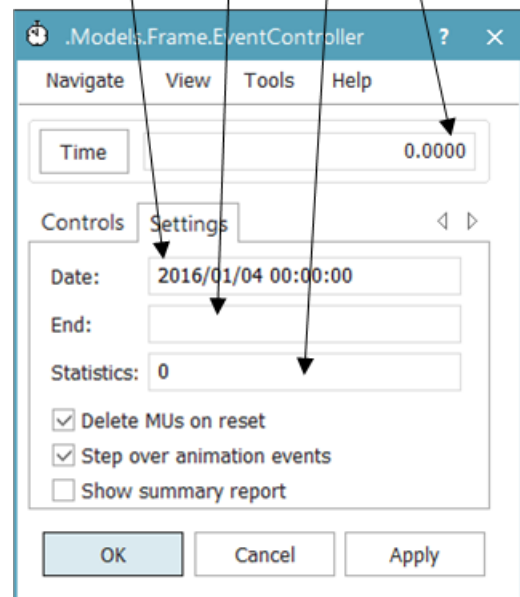 .Models.Frame.EventController ? ×
Navigate View Tools Help
Time 0.0000
Controls Settings
Date: 2016/01/04 00:00:00
End:
Statistics: 0
Delete MUs on reset
Step over animation events
Show summary report
OK Cancel Apply